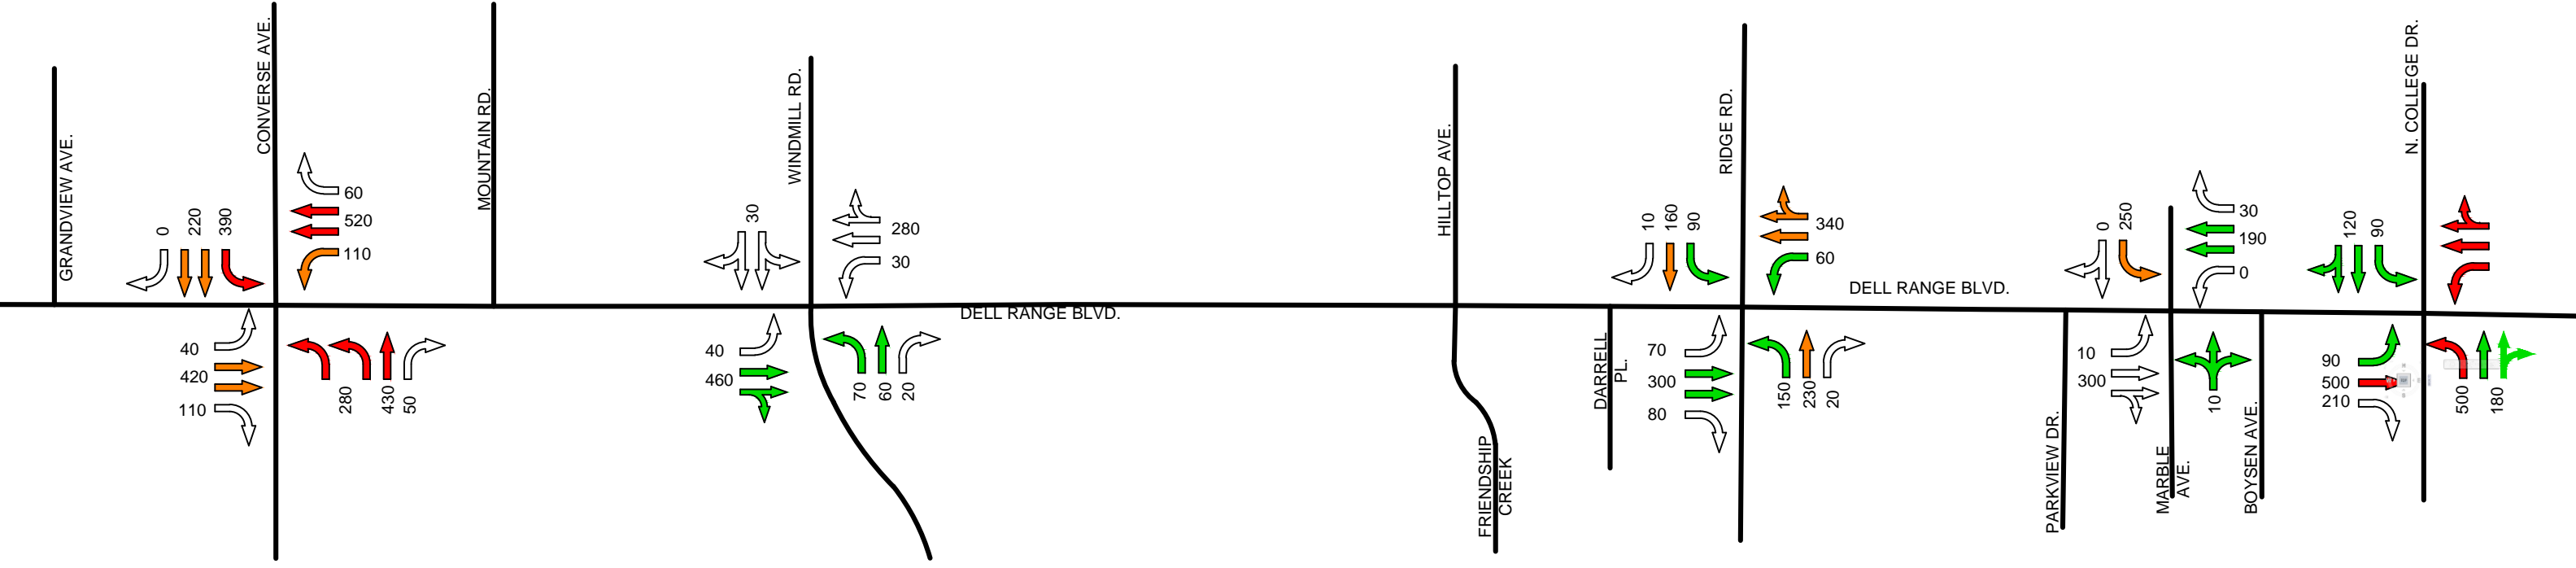 GRANDVIEW AVE.
0
220
390
CONVERSE AVE.
60
520
110
40
420
110
280
430
50
MOUNTAIN RD.
30
WINDMILL RD.
280
30
40
460
70
60
20
DELL RANGE BLVD.
HILLTOP AVE.
FRIENDSHIP
CREEK
DARRELL
PL.
10
160
90
RIDGE RD.
340
60
70
300
80
150
230
20
DELL RANGE BLVD.
0
250
30
190
0
10
300
10
PARKVIEW DR.
MARBLE
AVE.
BOYSEN AVE.
120
90
N. COLLEGE DR.
90
500
210
500
180